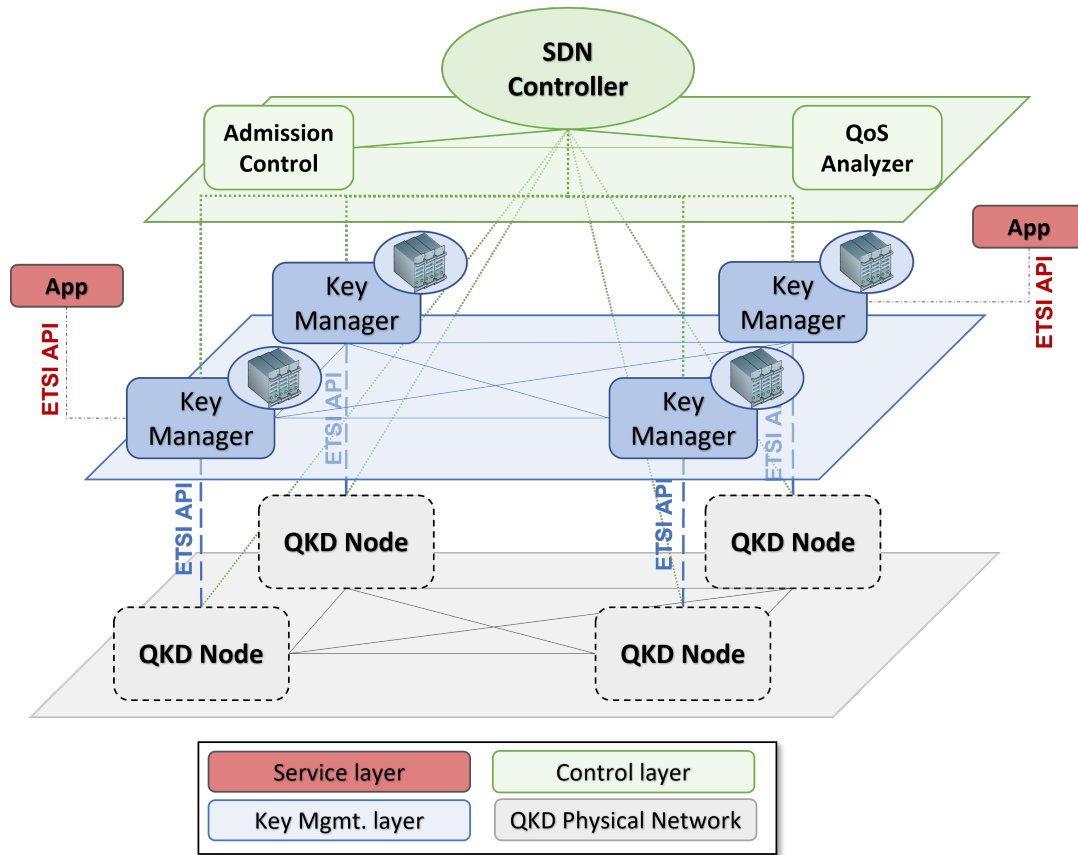 SDN
Controller
Admission
Control
QoS
Analyzer
App
App
ETSI API
ETSI API
Key
Manager
Key
Manager
Key
Manager
Key
Manager
ETSI API
ETSI API
ETSI API
ETSI API
QKD Node
QKD Node
QKD Node
QKD Node
Service layer
Control layer
Key Mgmt. layer
QKD Physical Network